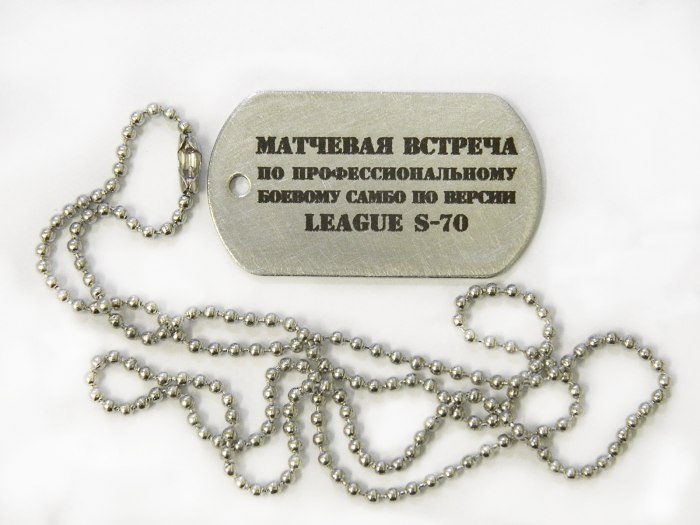 МАТЧЕВАЯ ВСТРЕЧА
ПО ПРОФЕССИОНАЛЬНОМУ
БОЕВОМУ САМБО ПО ВЕРСИИ
LEAGUE S-70